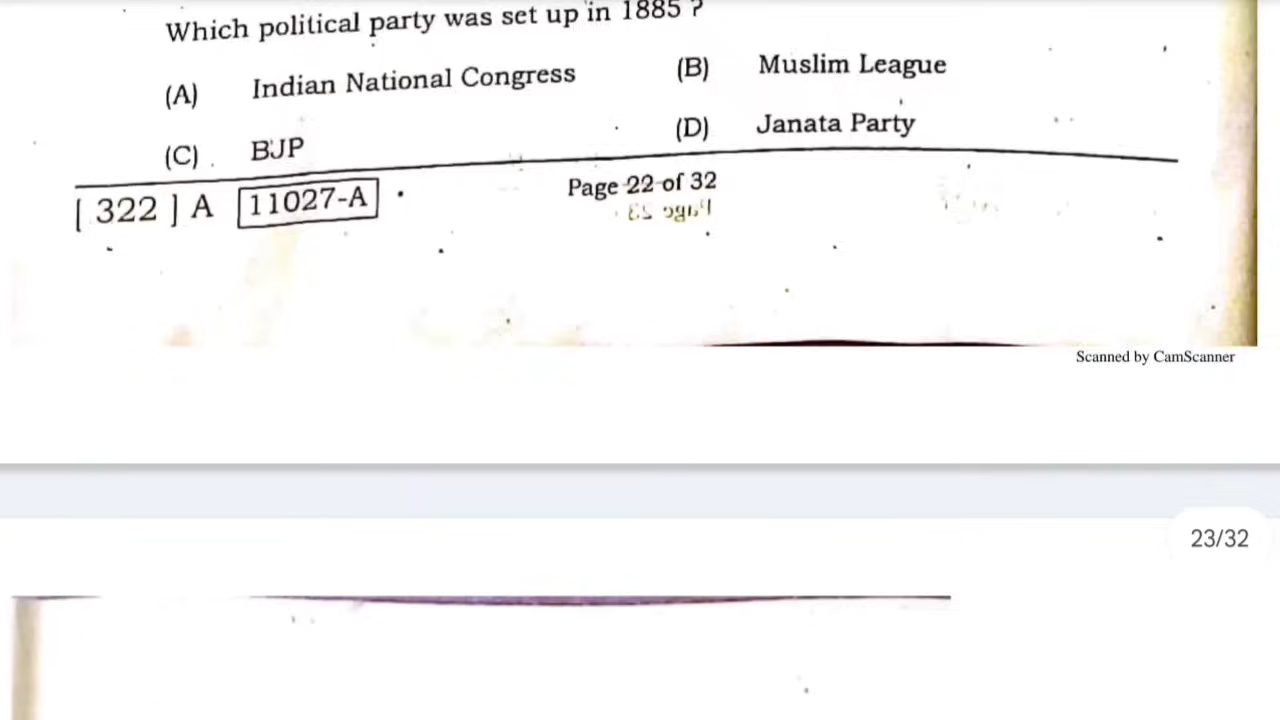 Which political party was set up in 1885 ?
(A) Indian National Congress (B) Muslim League
(C) . BJP (D) Janata Party
[ 322 ] A 11027-A Page 22 of 32
Scanned by CamScanner
23/32